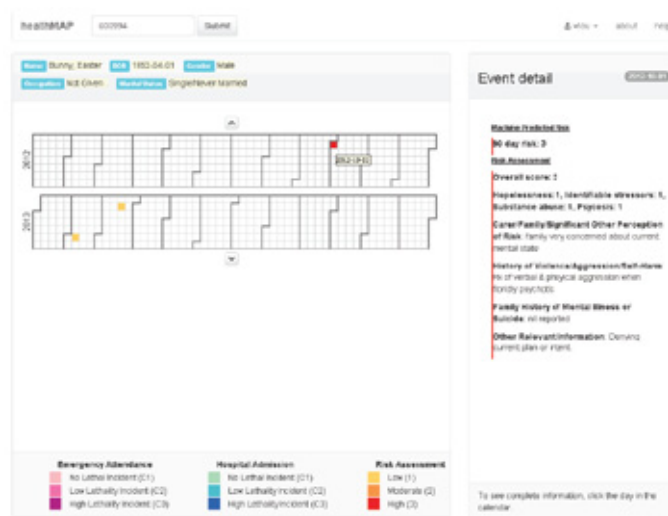 healthMAP
600994
Submit
about
Name Bunny, Easter DOB 1952-04-01 Gender Male
Occupation Not Given Marital Status Single/Never Married
2012
2013
Event detail
Machine Predicted Risk
90 day risk: 3
Risk Assessment
Overall score: 3
Hopelessness: 1, Identifiable stressors: 1,
Substance abuse: 1, Psychosis: 1
Carer/Family/Significant Other Perception
of Risk: family very concerned about current
mental state
History of Violence/Aggression/Self-Harm
Hx of verbal & physical aggression when
floridly psychotic
Family History of Mental Illness or
Suicide: nil reported
Other Relevant Information: Denying
current plan or intent
To see complete information, click the day in the
calendar
Emergency Attendance
No Lethal Incident (C1)
Low Lethality Incident (C2)
High Lethality Incident (C3)
Hospital Admission
No Lethal Incident (C1)
Low Lethality Incident (C2)
High Lethality Incident (C3)
Risk Assessment
Low (1)
Moderate (2)
High (3)